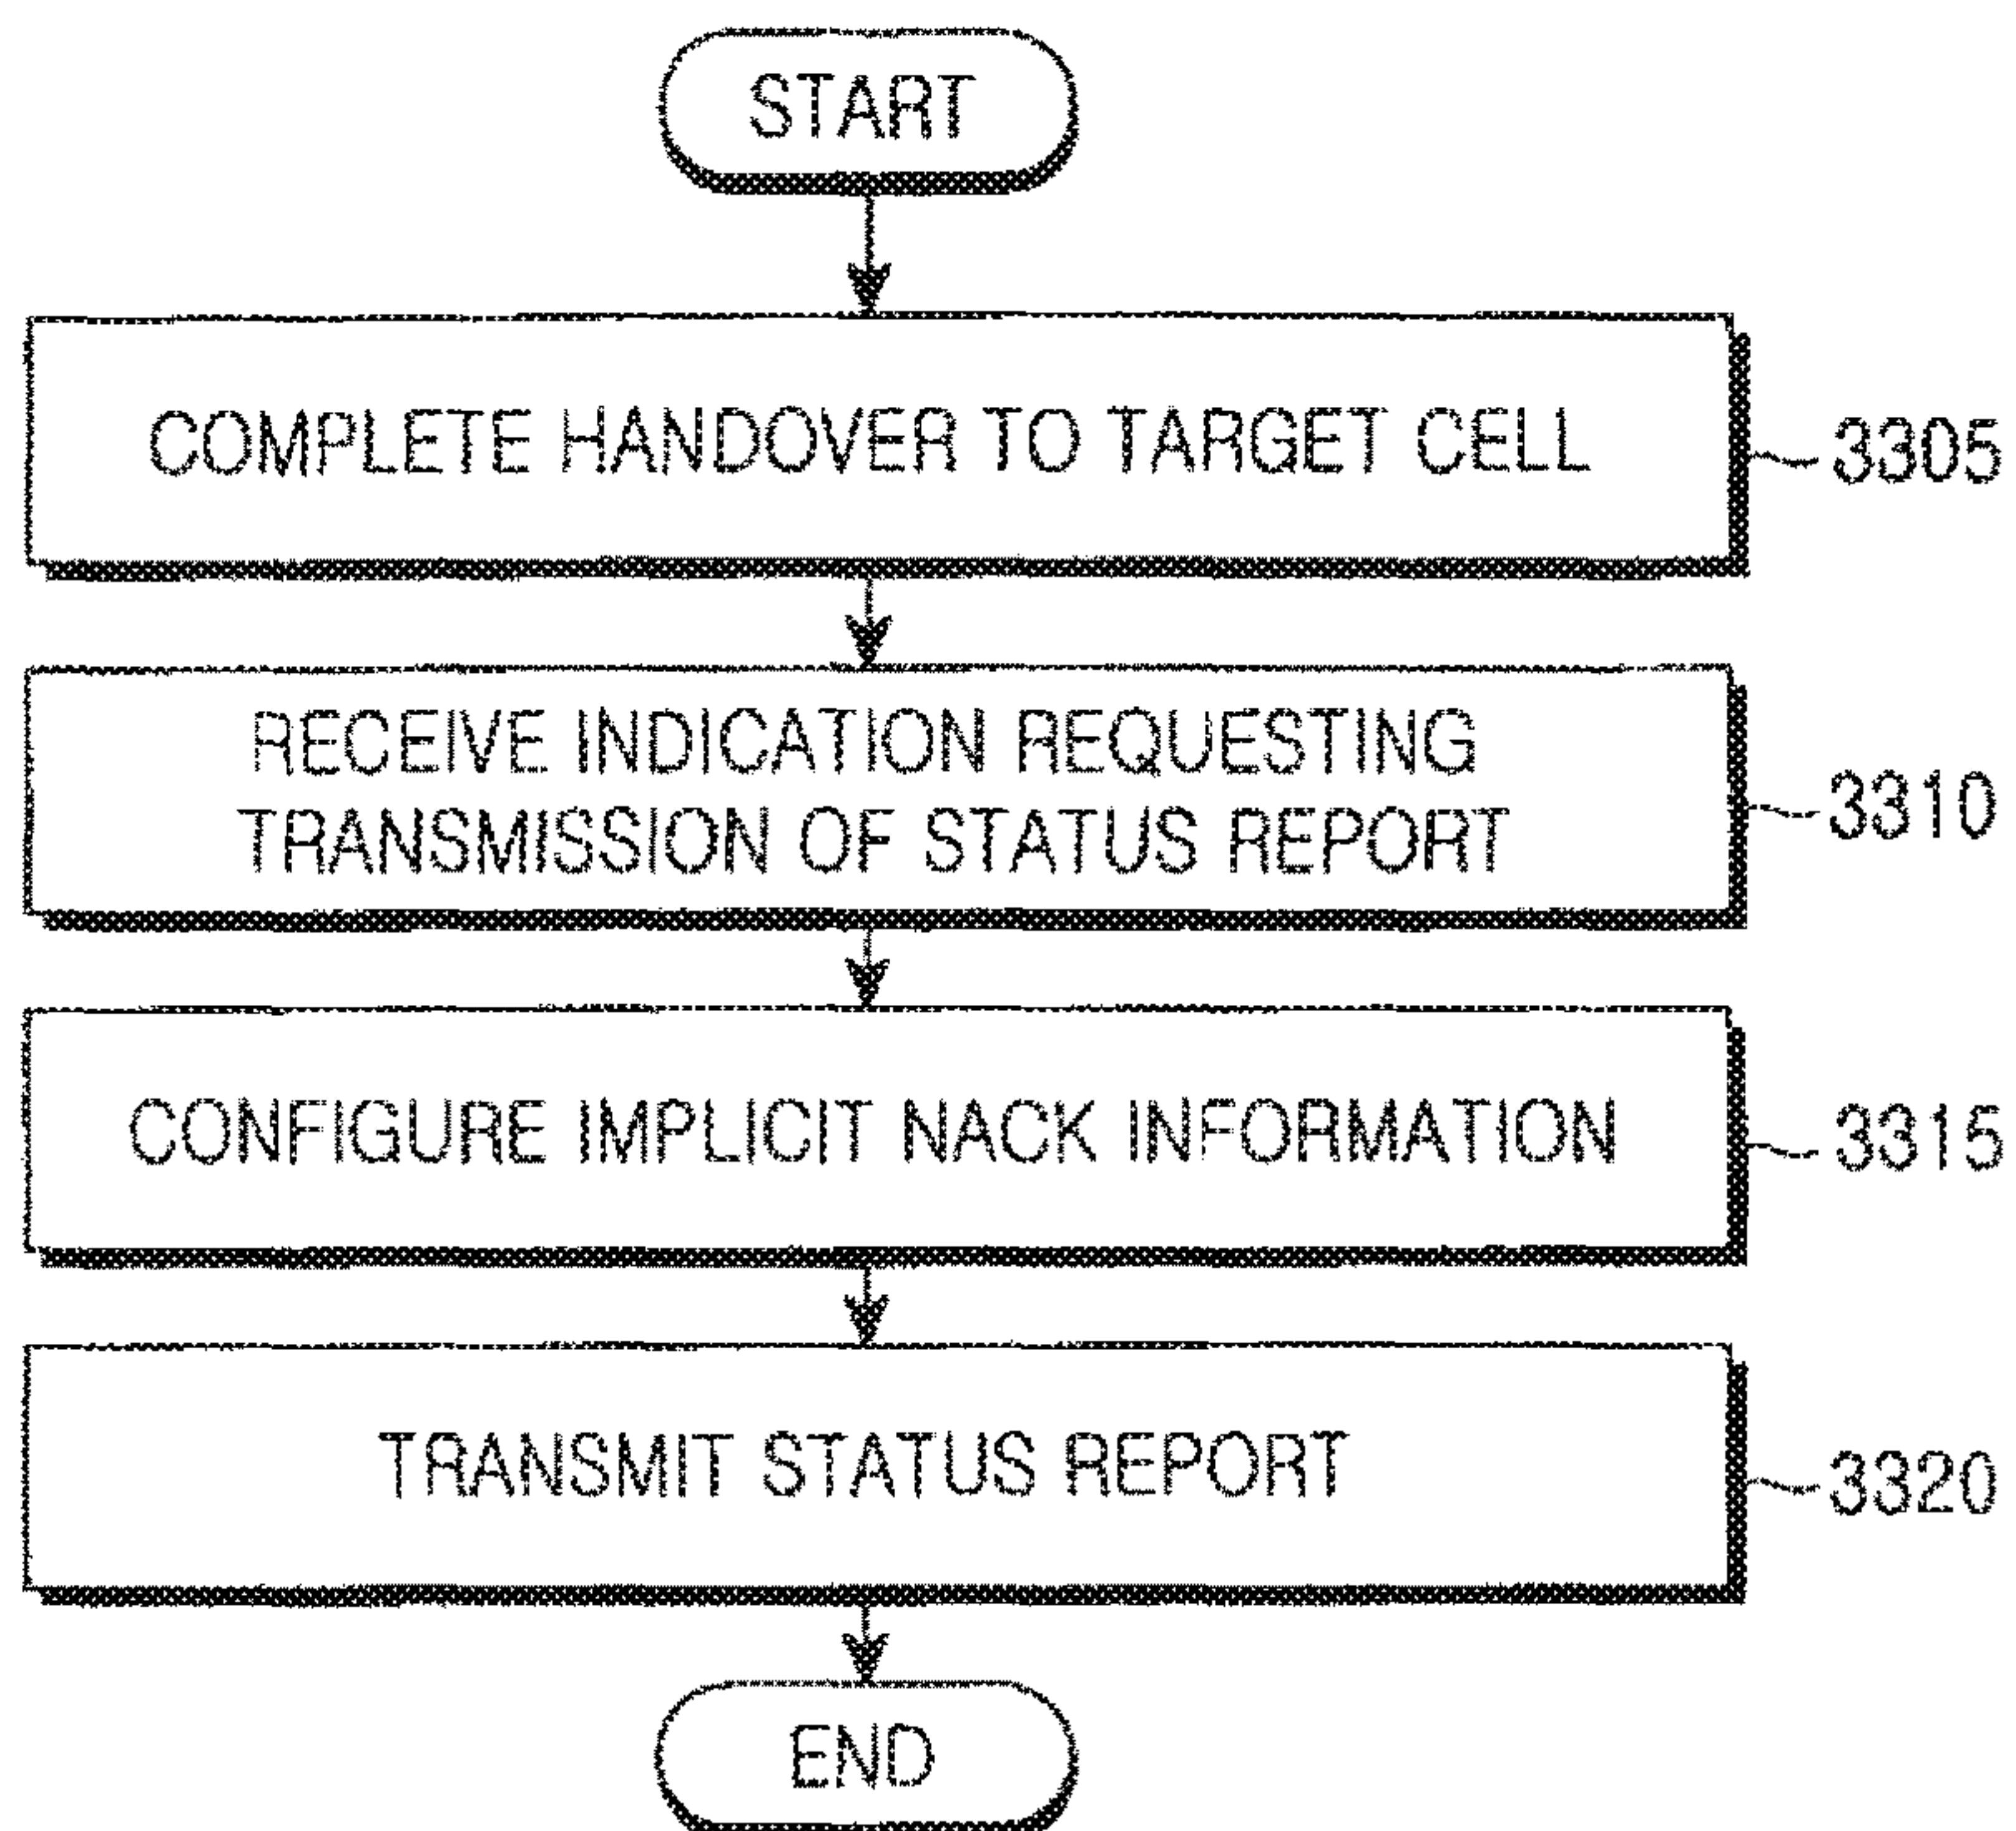 START
COMPLETE HANDOVER TO TARGET CELL
3305
RECEIVE INDICATION REQUESTING
TRANSMISSION OF STATUS REPORT
3310
CONFIGURE IMPLICIT NACK INFORMATION
3315
TRANSMIT STATUS REPORT
3320
END